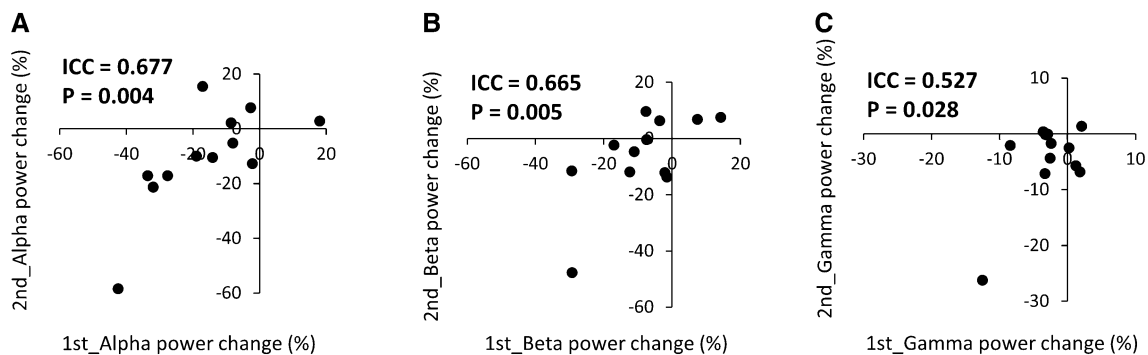 A
2nd_Alpha power change (%)
ICC = 0.677
P = 0.004
20
0
-60
-40
-20
0
20
-20
-40
-60
1st_Alpha power change (%)
B
2nd_Beta power change (%)
ICC = 0.665
P = 0.005
20
0
-60
-40
-20
0
20
-20
-40
-60
1st_Beta power change (%)
C
2nd_Gamma power change (%)
ICC = 0.527
P = 0.028
10
0
-30
-20
-10
0
10
-10
-20
-30
1st_Gamma power change (%)